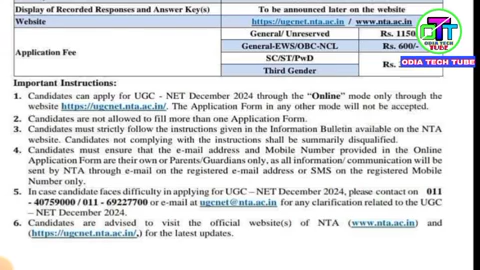 Display of Recorded Responses and Answer Key(s) To be announced later on the website
Website https://ugcnet.nta.ac.in / www.nta.ac.in
Application Fee
General/ Unreserved Rs. 1150
General-EWS/OBC-NCL Rs. 600/-
SC/ST/PwD
Third Gender
Rs.
OTT
ODIA TECH
TUBE
ODIA TECH TUBE
Important Instructions:
1. Candidates can apply for UGC - NET December 2024 through the “Online” mode only through the
website https://ugcnet.nta.ac.in/. The Application Form in any other mode will not be accepted.
2. Candidates are not allowed to fill more than one Application Form.
3. Candidates must strictly follow the instructions given in the Information Bulletin available on the NTA
website. Candidates not complying with the instructions shall be summarily disqualified.
4. Candidates must ensure that the e-mail address and Mobile Number provided in the Online
Application Form are their own or Parents/Guardians only, as all information/ communication will be
sent by NTA through e-mail on the registered e-mail address or SMS on the registered Mobile
Number only.
5. In case candidate faces difficulty in applying for UGC – NET December 2024, please contact on 011
- 40759000 / 011 - 69227700 or e-mail at ugcnet@nta.ac.in for any clarification related to the UGC
– NET December 2024.
6. Candidates are advised to visit the official website(s) of NTA (www.nta.ac.in) and
(https://ugcnet.nta.ac.in/,) for the latest updates.